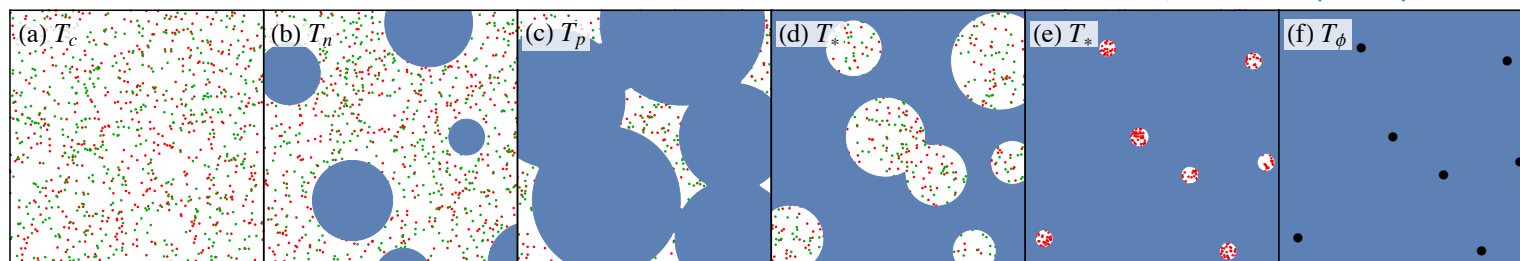 (a) T_c
(b) T_n
(c) T_p
(d) T_*
(e) T_*
(f) T_ϕ